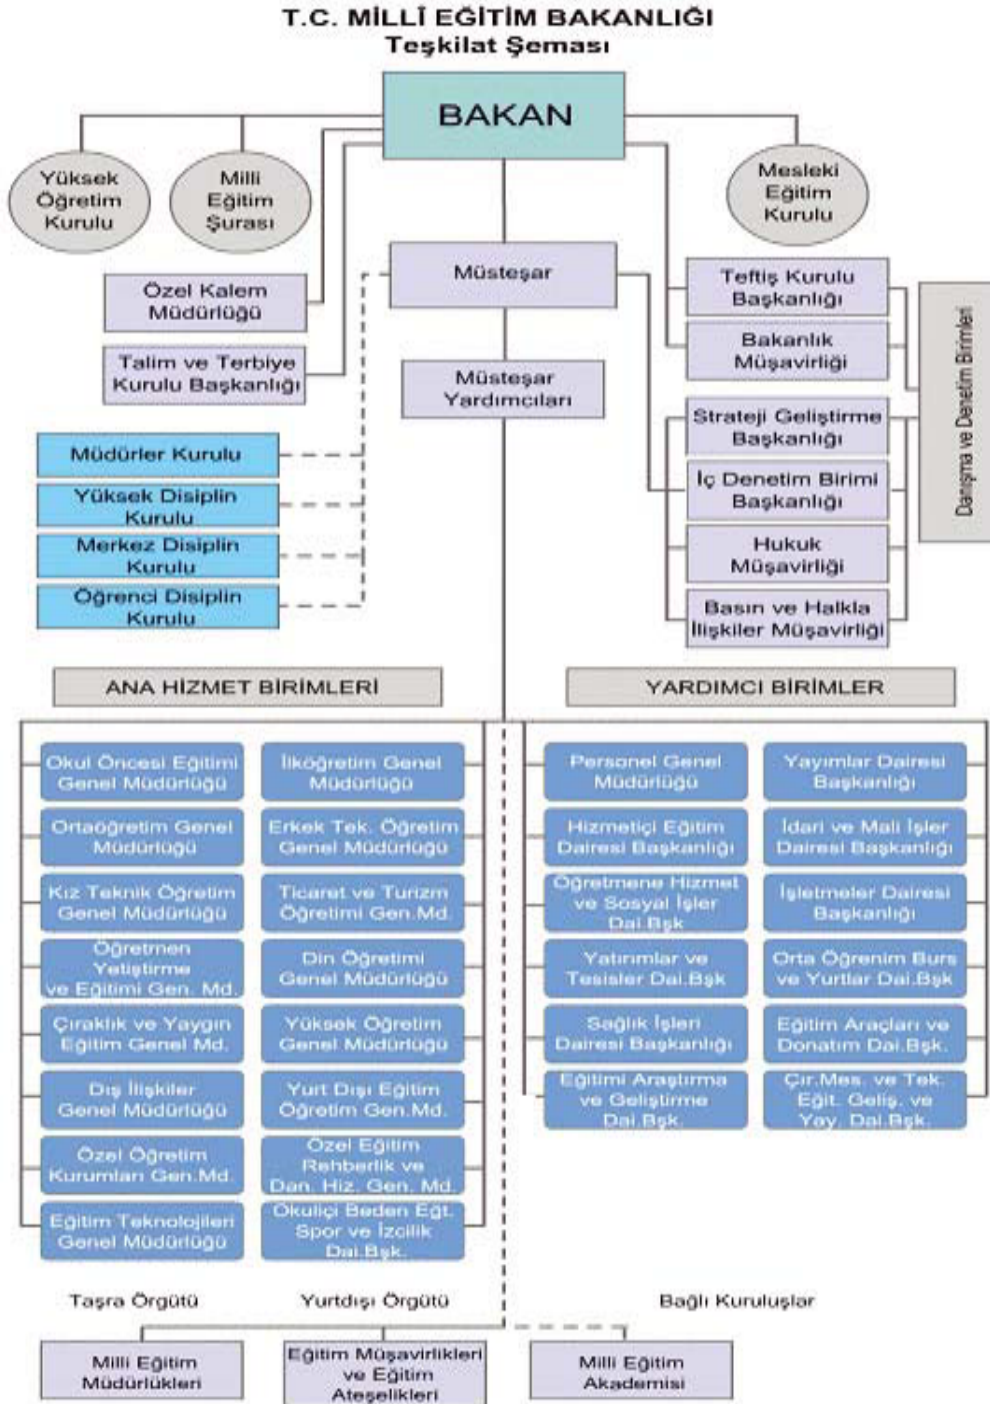 T.C. MİLLÎ EĞİTİM BAKANLIĞI
Teşkilat Şeması
BAKAN
Yüksek
Öğretim
Kurulu
Milli
Eğitim
Şurası
Mesleki
Eğitim
Kurulu
Müsteşar
Özel Kalem
Müdürlüğü
Talim ve Terbiye
Kurulu Başkanlığı
Müsteşar
Yardımcıları
Teftiş Kurulu
Başkanlığı
Bakanlık
Müşavirliği
Strateji Geliştirme
Başkanlığı
İç Denetim Birimi
Başkanlığı
Hukuk
Müşavirliği
Basın ve Halkla
İlişkiler Müşavirliği
Danışma ve Denetim Birimleri
Müdürler Kurulu
Yüksek Disiplin
Kurulu
Merkez Disiplin
Kurulu
Öğrenci Disiplin
Kurulu
ANA HİZMET BİRİMLERİ
Okul Öncesi Eğitimi
Genel Müdürlüğü
İlköğretim Genel
Müdürlüğü
Ortaöğretim Genel
Müdürlüğü
Erkek Tek. Öğretim
Genel Müdürlüğü
Kız Teknik Öğretim
Genel Müdürlüğü
Ticaret ve Turizm
Öğretimi Gen.Md.
Öğretmen
Yetiştirme
ve Eğitimi Gen. Md.
Din Öğretimi
Genel Müdürlüğü
Çıraklık ve Yaygın
Eğitim Genel Md.
Yüksek Öğretim
Genel Müdürlüğü
Dış İlişkiler
Genel Müdürlüğü
Yurt Dışı Eğitim
Öğretim Gen.Md.
Özel Öğretim
Kurumları Gen.Md.
Özel Eğitim
Rehberlik ve
Dan. Hiz. Gen. Md.
Eğitim Teknolojileri
Genel Müdürlüğü
Okuliçi Beden Eğt.
Spor ve İzcilik
Dai.Bşk.
YARDIMCI BİRİMLER
Personel Genel
Müdürlüğü
Yayımlar Dairesi
Başkanlığı
Hizmetiçi Eğitim
Dairesi Başkanlığı
İdari ve Mali İşler
Dairesi Başkanlığı
Öğretmene Hizmet
ve Sosyal İşler
Dai.Bşk
İşletmeler Dairesi
Başkanlığı
Yatırımlar ve
Tesisler Dai.Bşk
Orta Öğrenim Burs
ve Yurtlar Dai.Bşk
Sağlık İşleri
Dairesi Başkanlığı
Eğitim Araçları ve
Donatım Dai.Bşk.
Eğitimi Araştırma
ve Geliştirme
Dai.Bşk.
Çır.Mes. ve Tek.
Eğit. Geliş. ve
Yay. Dai.Bşk.
Taşra Örgütü
Yurtdışı Örgütü
Bağlı Kuruluşlar
Milli Eğitim
Müdürlükleri
Eğitim Müşavirlikleri
ve Eğitim
Ateşelikleri
Milli Eğitim
Akademisi